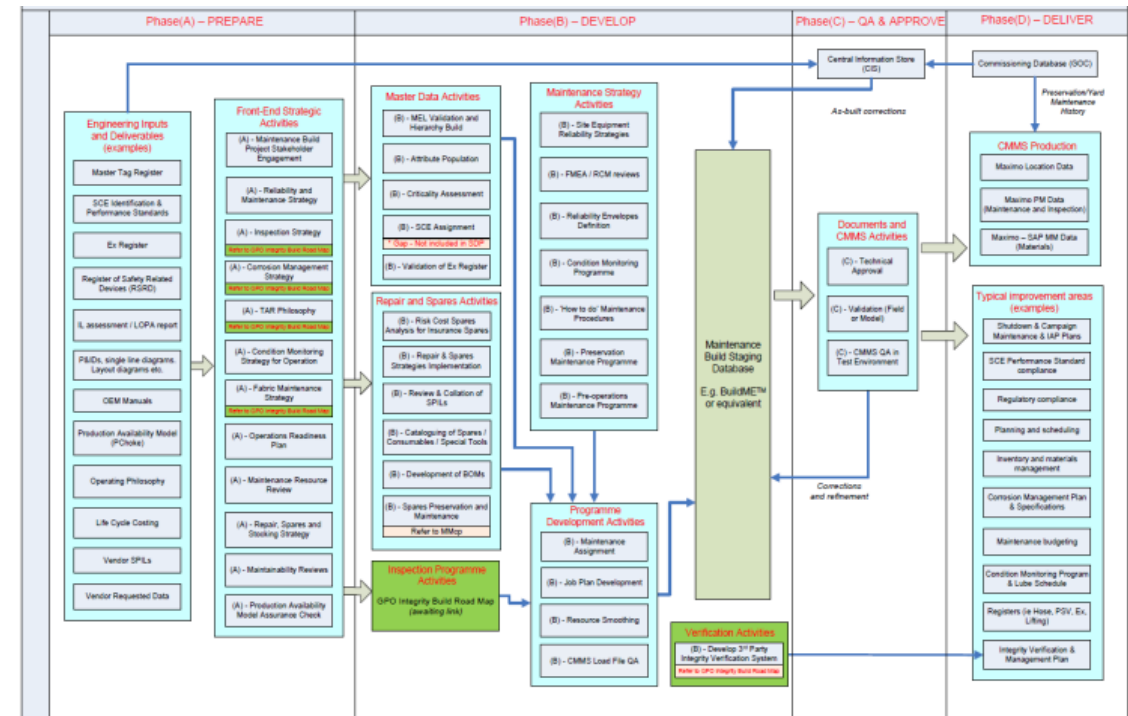 Phase(A) – PREPARE
Phase(B) – DEVELOP
Phase(C) – QA & APPROVE
Phase(D) – DELIVER
Engineering Inputs
and Deliverables
(examples)
Master Tag Register
SCE Identification &
Performance Standards
Ex Register
Register of Safety Related
Devices (RSRD)
IL assessment / LOPA report
P&IDs, single line diagrams.
Layout diagrams etc.
OEM Manuals
Production Availability Model
(PChoke)
Operating Philosophy
Life Cycle Costing
Vendor SPILs
Vendor Requested Data
Front-End Strategic
Activities
(A) - Maintenance Build
Project Stakeholder
Engagement
(A) - Reliability and
Maintenance Strategy
(A) - Inspection Strategy
Refer to GPO Integrity Build Road Map
(A) - Corrosion Management
Strategy
Refer to GPO Integrity Build Road Map
(A) - TAR Philosophy
Refer to GPO Integrity Build Road Map
(A) - Condition Monitoring
Strategy for Operation
(A) - Fabric Maintenance
Strategy
Refer to GPO Integrity Build Road Map
(A) - Operations Readiness
Plan
(A) - Maintenance Resource
Review
(A) - Repair, Spares and
Stocking Strategy
(A) - Maintainability Reviews
(A) - Production Availability
Model Assurance Check
Master Data Activities
(B) - MEL Validation and
Hierarchy Build
(B) - Attribute Population
(B) - Criticality Assessment
(B) - SCE Assignment
* Gap - Not included in SDP
(B) - Validation of Ex Register
Repair and Spares Activities
(B) - Risk Cost Spares
Analysis for Insurance Spares
(B) - Repair & Spares
Strategies Implementation
(B) - Review & Collation of
SPILs
(B) - Cataloguing of Spares /
Consumables / Special Tools
(B) - Development of BOMs
(B) - Spares Preservation and
Maintenance
Refer to MMcp
Inspection Programme
Activities
GPO Integrity Build Road Map
(awaiting link)
Maintenance Strategy
Activities
(B) - Site Equipment
Reliability Strategies
(B) - FMEA / RCM reviews
(B) - Reliability Envelopes
Definition
(B) - Condition Monitoring
Programme
(B) - 'How to do' Maintenance
Procedures
(B) - Preservation
Maintenance Programme
(B) - Pre-operations
Maintenance Programme
Programme
Development Activities
(B) - Maintenance
Assignment
(B) - Job Plan Development
(B) - Resource Smoothing
(B) - CMMS Load File QA
Maintenance
Build Staging
Database
E.g. BuildME™
or equivalent
Verification Activities
(B) - Develop 3rd Party
Integrity Verification System
Refer to GPO Integrity Build Road Map
Central Information Store
(CIS)
As-built corrections
Documents and
CMMS Activities
(C) - Technical
Approval
(C) - Validation (Field
or Model)
(C) - CMMS QA in
Test Environment
Corrections
and refinement
Commissioning Database (GOC)
Preservation/Yard
Maintenance
History
CMMS Production
Maximo Location Data
Maximo PM Data
(Maintenance and Inspection)
Maximo – SAP MM Data
(Materials)
Typical improvement areas
(examples)
Shutdown & Campaign
Maintenance & IAP Plans
SCE Performance Standard
compliance
Regulatory compliance
Planning and scheduling
Inventory and materials
management
Corrosion Management Plan
& Specifications
Maintenance budgeting
Condition Monitoring Program
& Lube Schedule
Registers (ie Hose, PSV, Ex,
Lifting)
Integrity Verification &
Management Plan